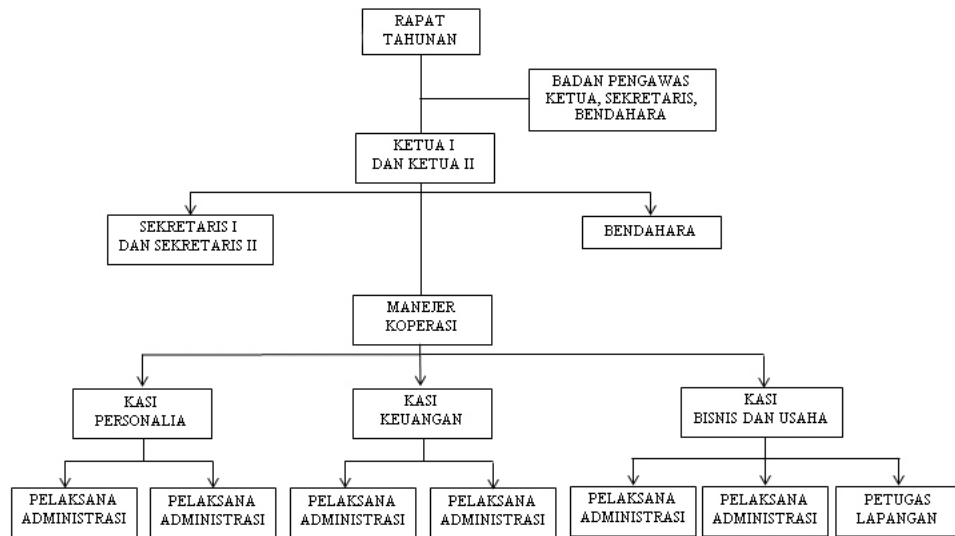 RAPAT
TAHUNAN
BADAN PENGAWAS
KETUA, SEKRETARIS,
BENDAHARA
KETUA I
DAN KETUA II
SEKRETARIS I
DAN SEKRETARIS II
BENDAHARA
MANEJER
KOPERASI
KASI
PERSONALIA
KASI
KEUANGAN
KASI
BISNIS DAN USAHA
PELAKSANA
ADMINISTRASI
PELAKSANA
ADMINISTRASI
PELAKSANA
ADMINISTRASI
PELAKSANA
ADMINISTRASI
PELAKSANA
ADMINISTRASI
PELAKSANA
ADMINISTRASI
PETUGAS
LAPANGAN